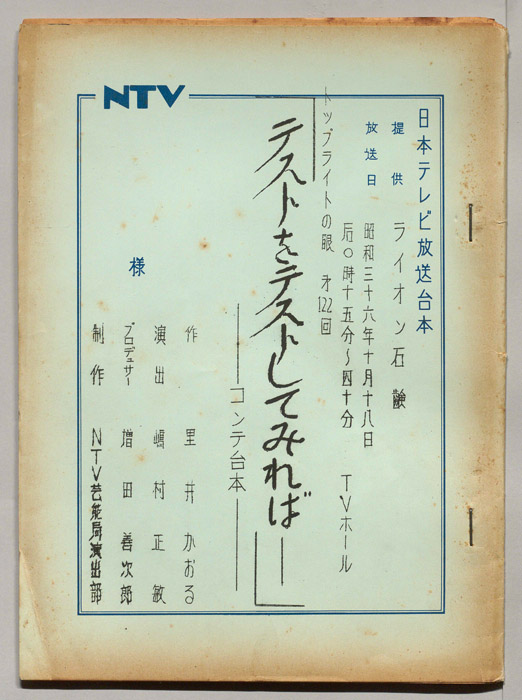 NTV
日本テレビ放送台本
提供 ライオン石鹸
放送日 昭和三十六年十月十八日
后〇時十五分〜四十分 TVホール
トップライトの眼 才122回
「テストをテストしてみれば――」
――コンテ台本――
様
作 里井かおる
演出 嶋村正敏
プロデューサー 増田善次郎
制作 NTV芸能局演出部